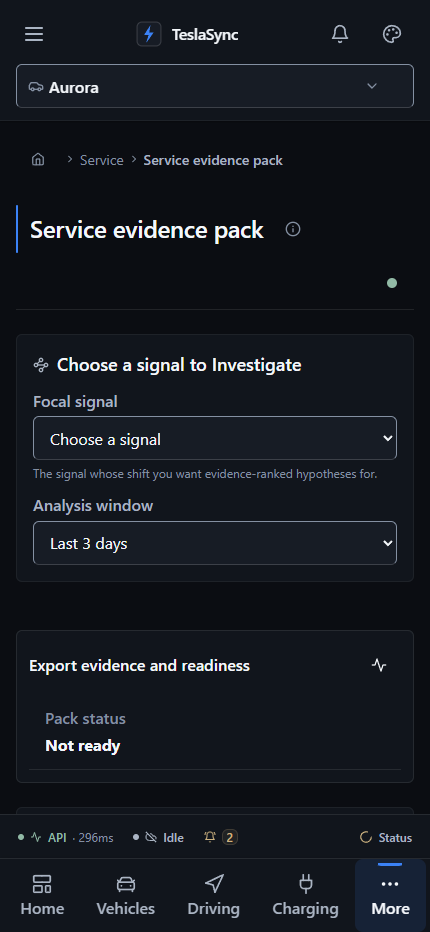 TeslaSync
Aurora
Service
Service evidence pack
Service evidence pack
Choose a signal to Investigate
Focal signal
Choose a signal
The signal whose shift you want evidence-ranked hypotheses for.
Analysis window
Last 3 days
Export evidence and readiness
Pack status
Not ready
API · 296ms
Idle
2
Status
Home
Vehicles
Driving
Charging
More